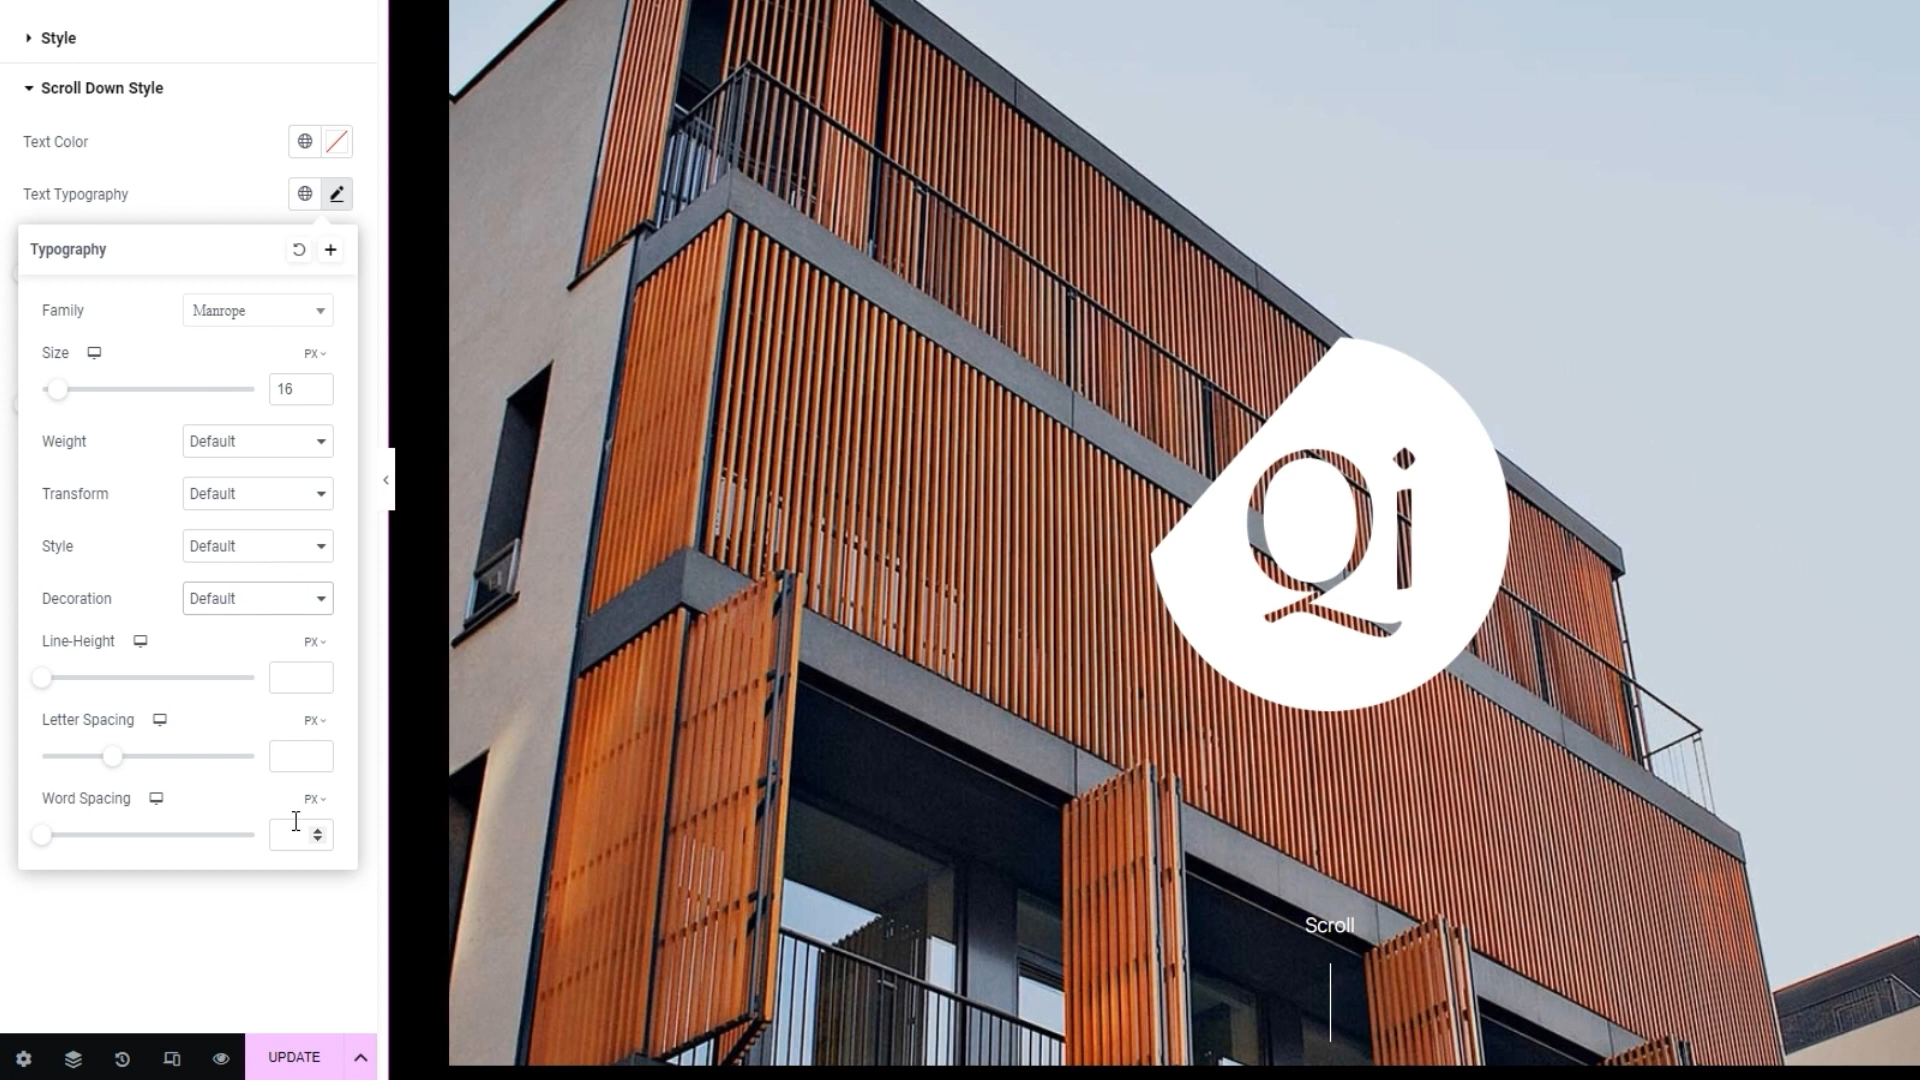 Style
Scroll Down Style
Text Color
Text Typography
Typography
Family Manrope
Size PX
16
Weight Default
Transform Default
Style Default
Decoration Default
Line-Height PX
Letter Spacing PX
Word Spacing PX
UPDATE
Qi
Scroll